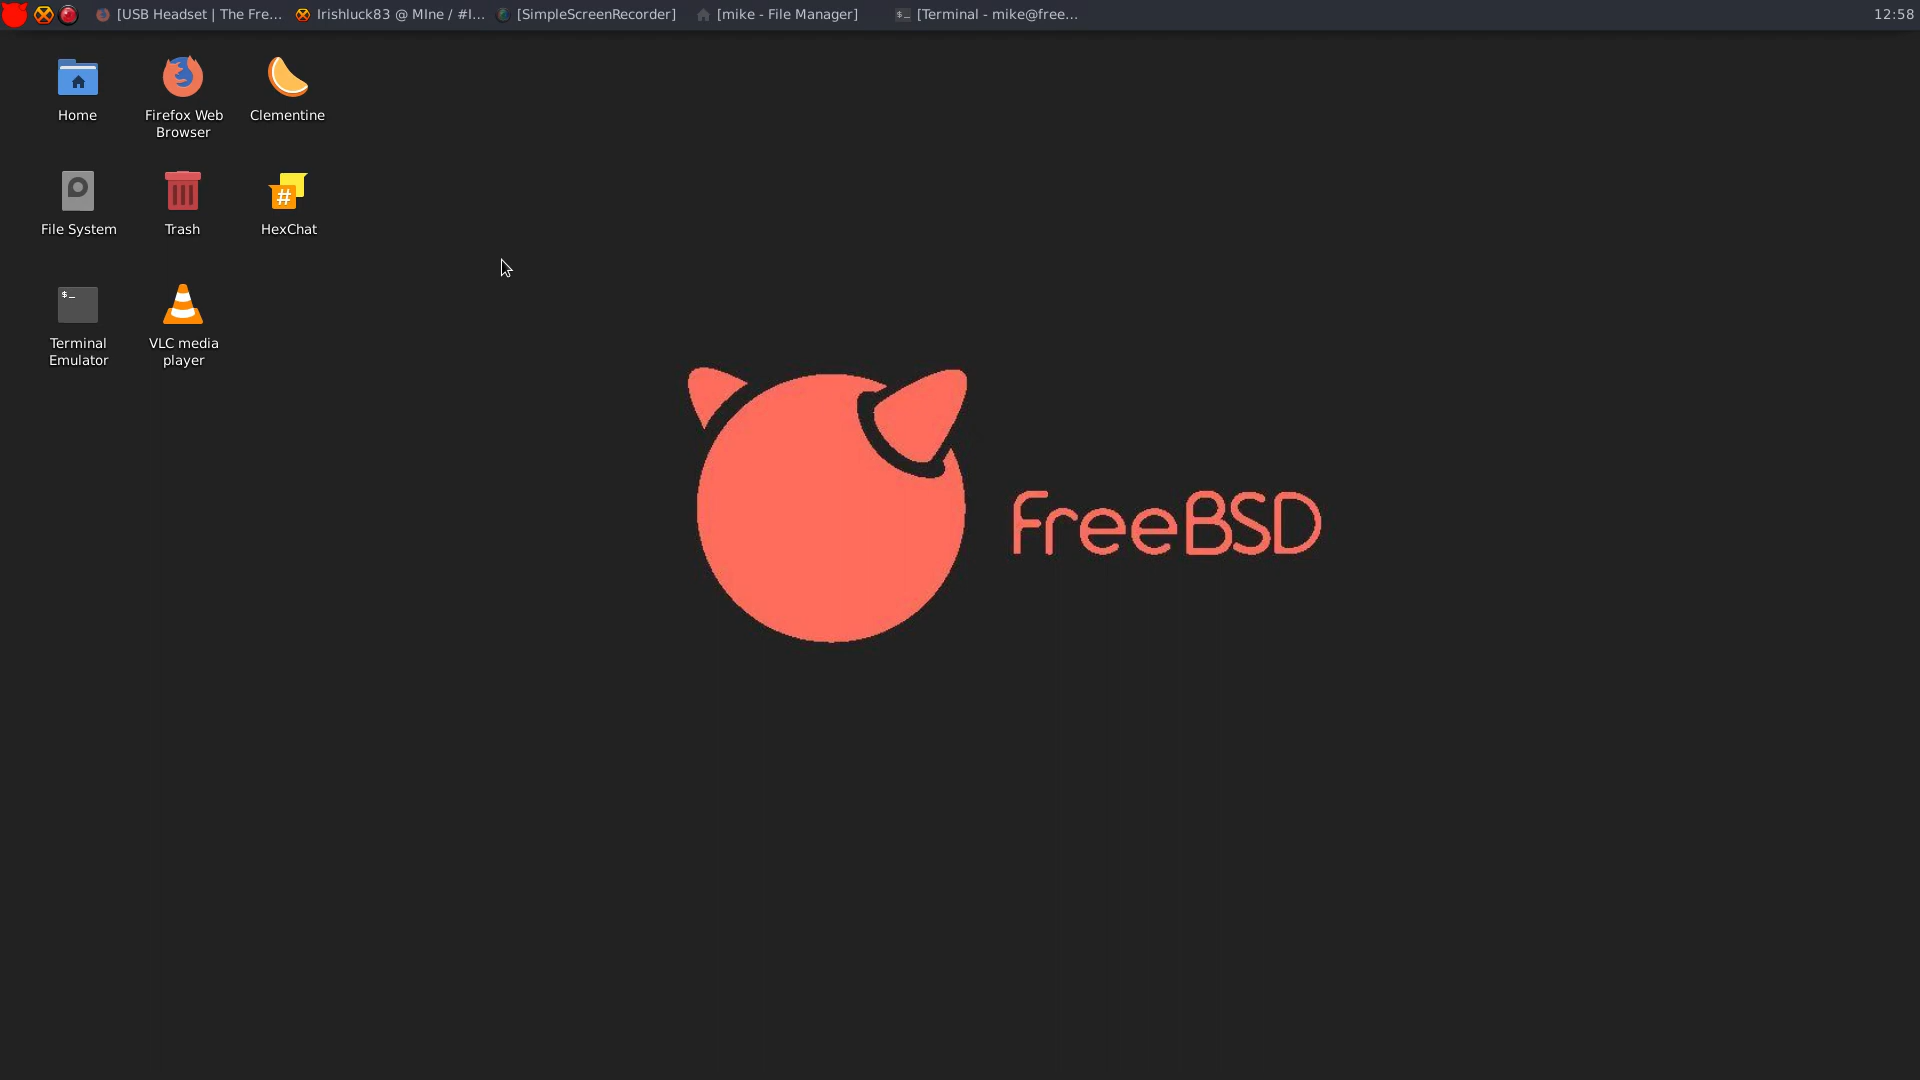 [USB Headset | The Fre... Irishluck83 @ MIne / #I... [SimpleScreenRecorder] [mike - File Manager] [Terminal - mike@free... 12:58
Home
Firefox Web
Browser
Clementine
File System
Trash
#
HexChat
$_
Terminal
Emulator
VLC media
player
FreeBSD